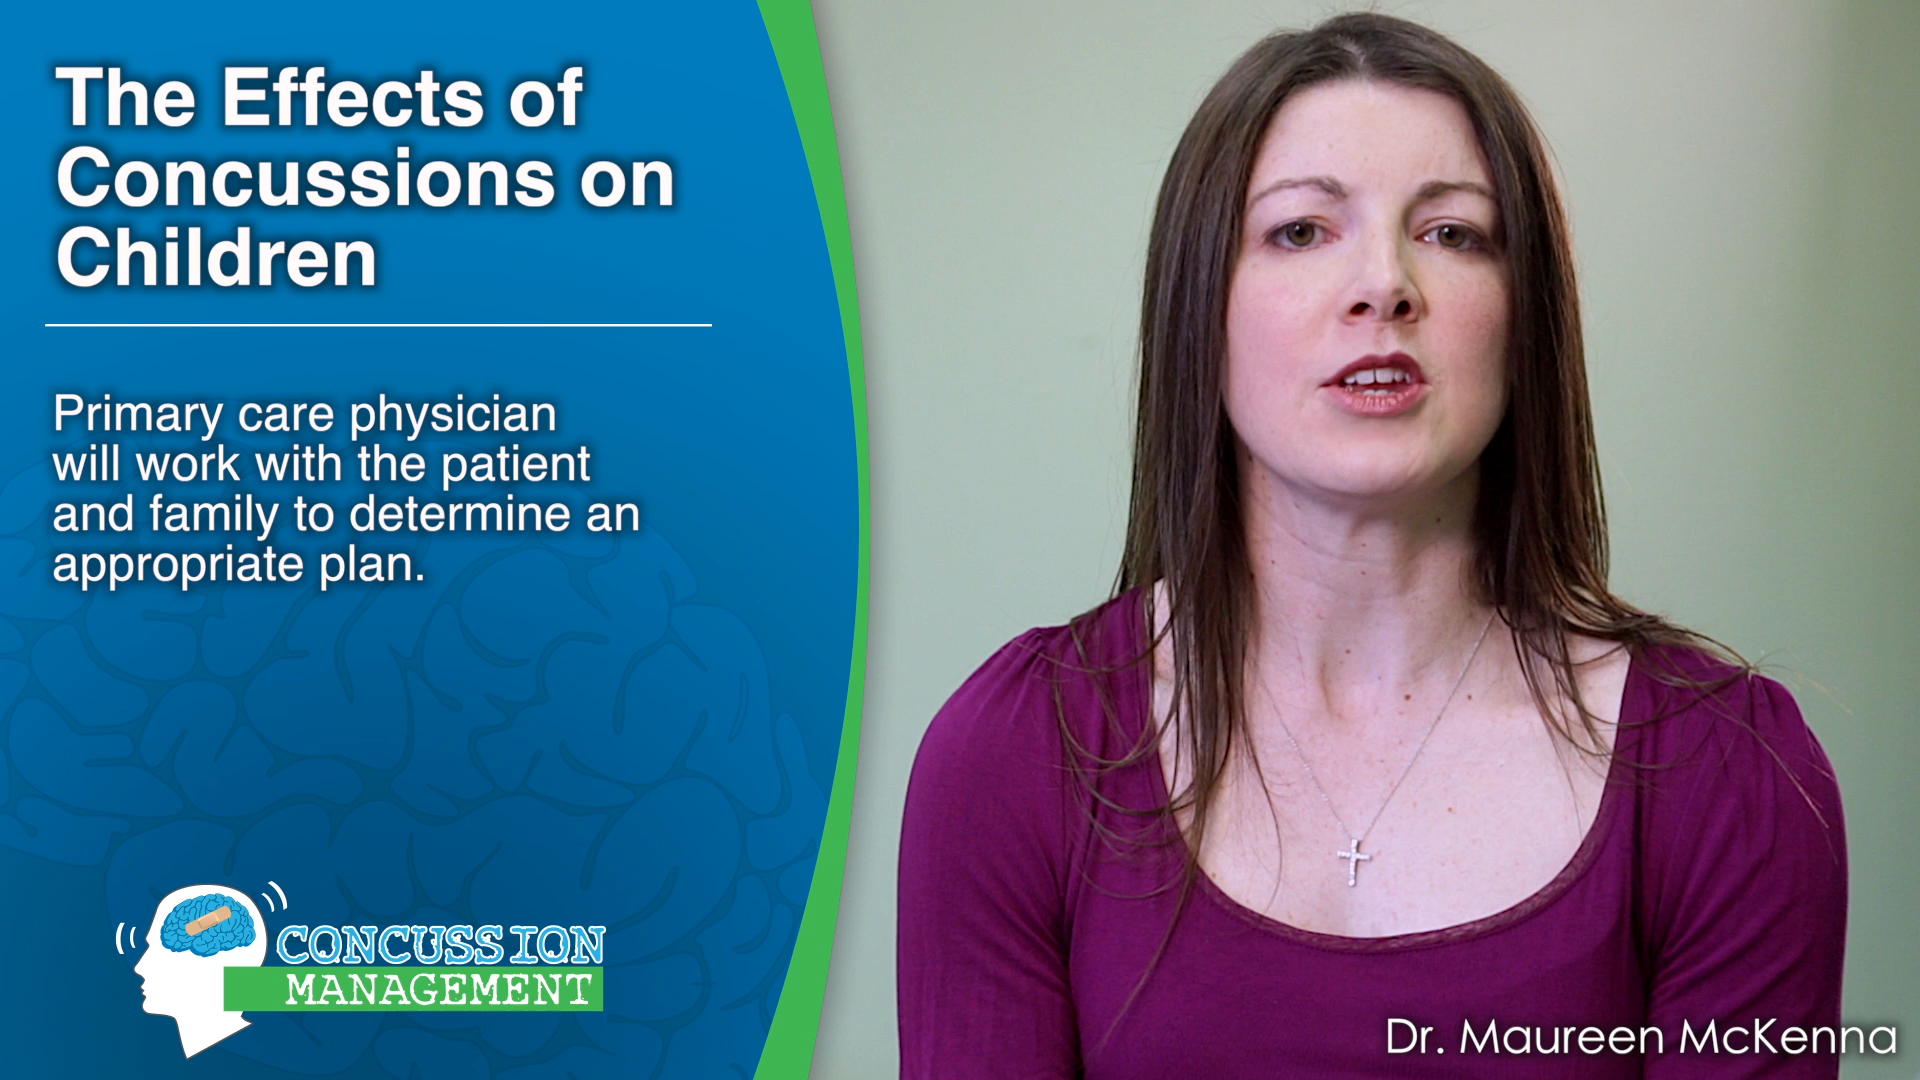 The Effects of
Concussions on
Children
Primary care physician
will work with the patient
and family to determine an
appropriate plan.
CONCUSSION
MANAGEMENT
Dr. Maureen McKenna